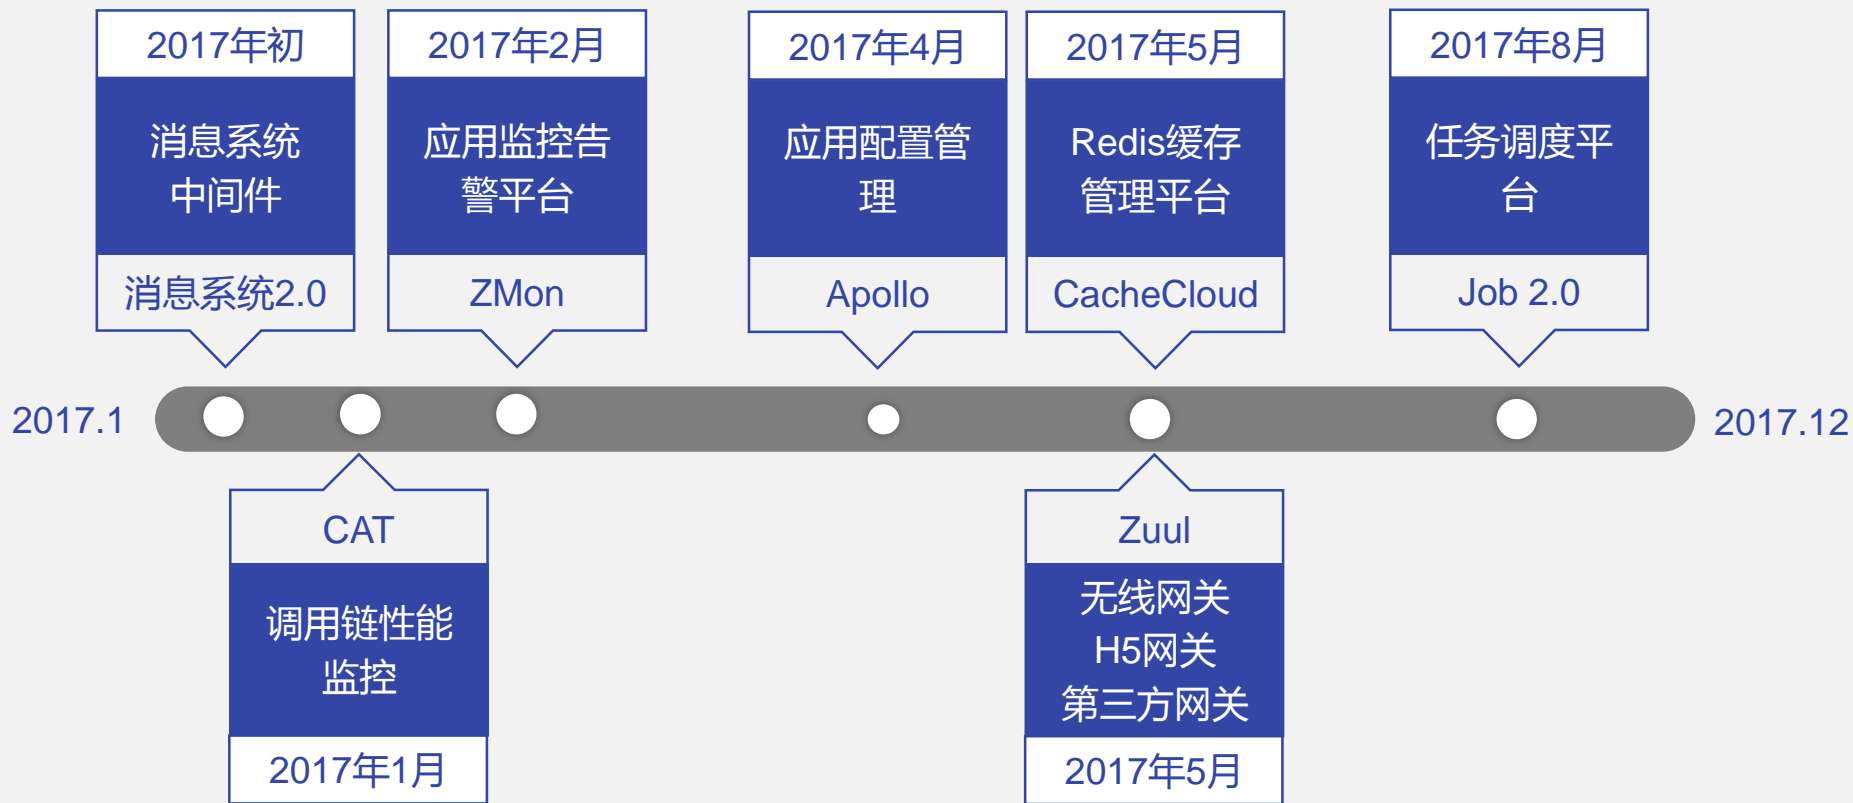 2017年初
消息系统
中间件
消息系统2.0
2017年2月
应用监控告
警平台
ZMon
2017年4月
应用配置管
理
Apollo
2017年5月
Redis缓存
管理平台
CacheCloud
2017年8月
任务调度平
台
Job 2.0
2017.1
2017.12
CAT
调用链性能
监控
2017年1月
Zuul
无线网关
H5网关
第三方网关
2017年5月